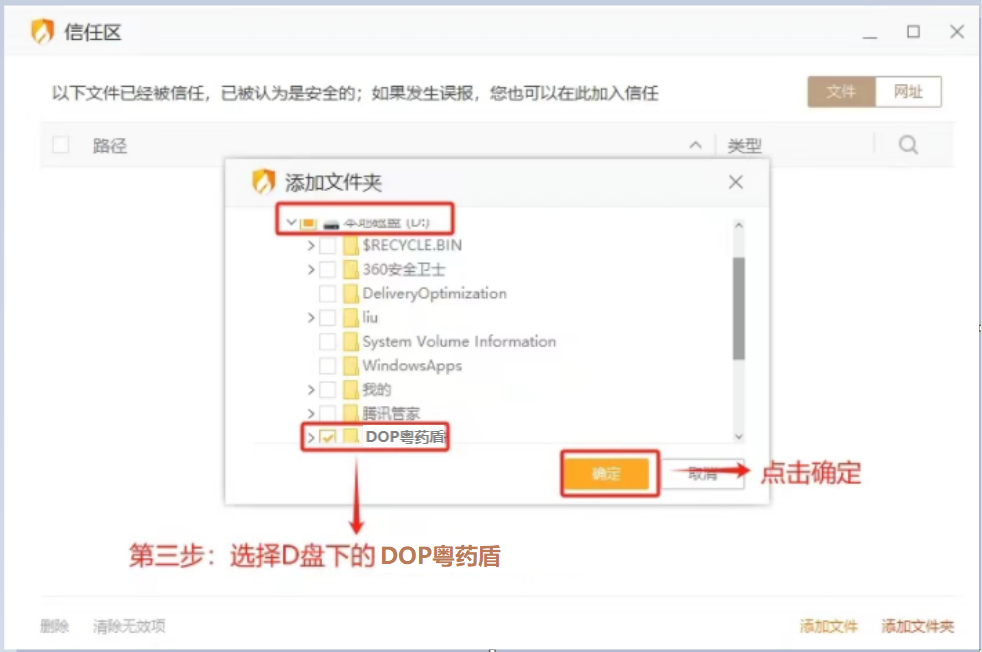 信任区
以下文件已经被信任，已被认为是安全的；如果发生误报，您也可以在此加入信任
文件 网址
路径 类型
添加文件夹
本地磁盘 (D:)
$RECYCLE.BIN
360安全卫士
DeliveryOptimization
liu
System Volume Information
WindowsApps
我的
腾讯管家
DOP粤药盾
确定 取消 点击确定
第三步：选择D盘下的 DOP粤药盾
删除 清除无效项 添加文件 添加文件夹